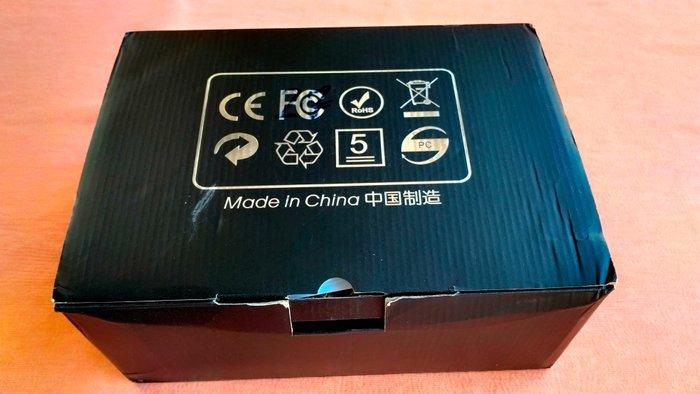 CE FC RoHS
5 PC
Made in China 中国制造